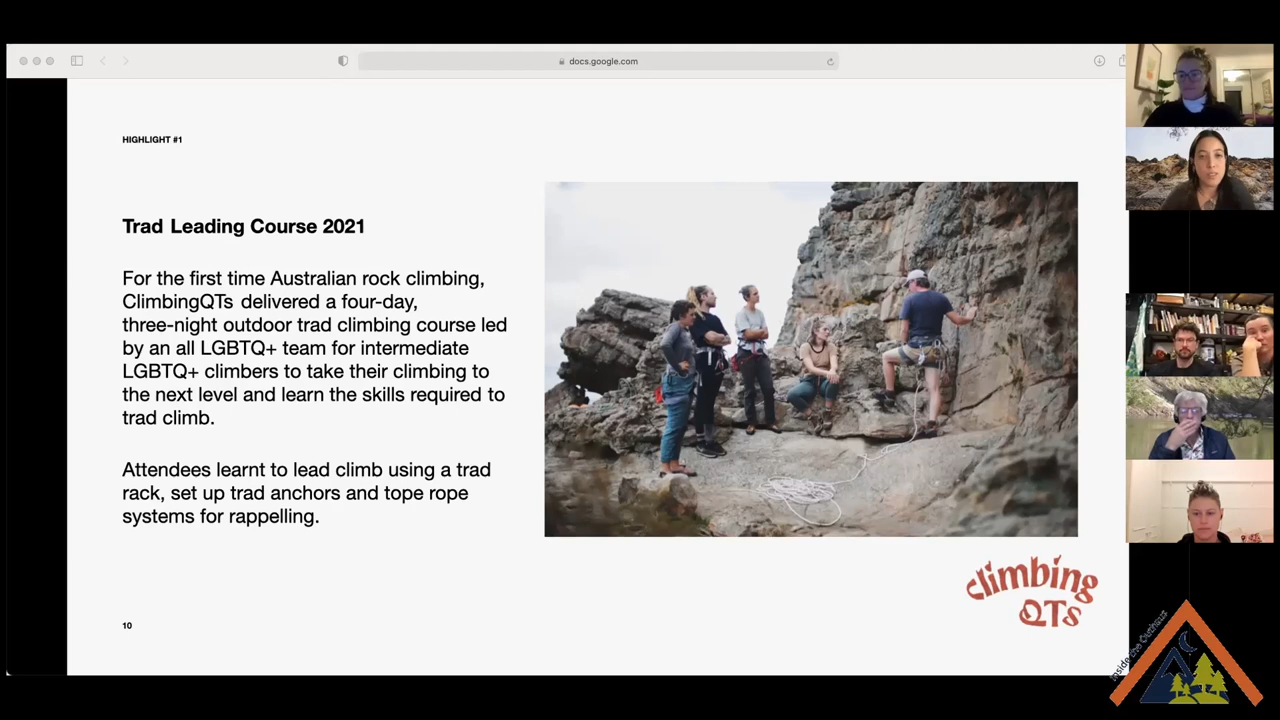 docs.google.com
HIGHLIGHT #1
Trad Leading Course 2021
For the first time Australian rock climbing,
ClimbingQTs delivered a four-day,
three-night outdoor trad climbing course led
by an all LGBTQ+ team for intermediate
LGBTQ+ climbers to take their climbing to
the next level and learn the skills required to
trad climb.
Attendees learnt to lead climb using a trad
rack, set up trad anchors and tope rope
systems for rappelling.
climbing
QTs
10
Inside the Outhaus